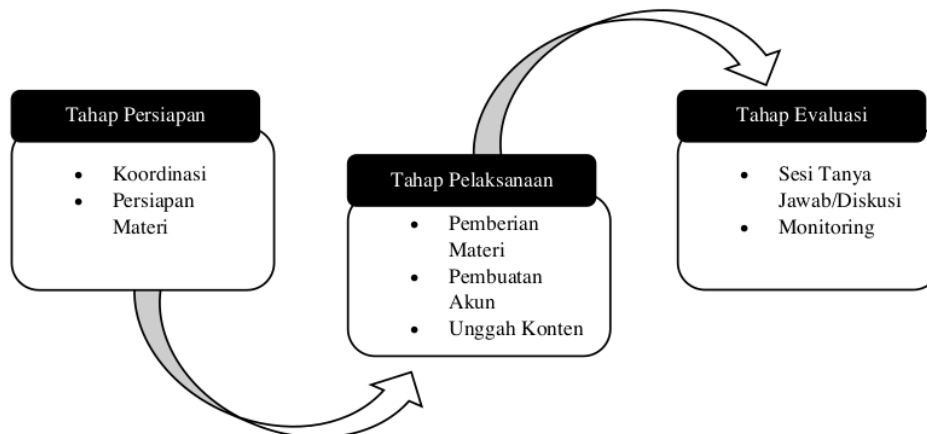 Tahap Persiapan
Koordinasi
Persiapan
Materi
Tahap Pelaksanaan
Pemberian
Materi
Pembuatan
Akun
Unggah Konten
Tahap Evaluasi
Sesi Tanya
Jawab/Diskusi
Monitoring